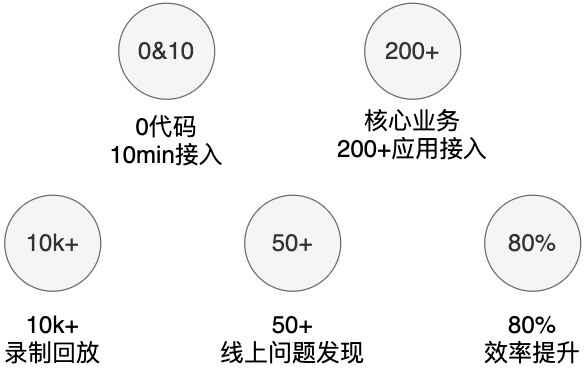 0&10
200+
0代码
10min接入
核心业务
200+应用接入
10k+
50+
80%
10k+
录制回放
50+
线上问题发现
80%
效率提升